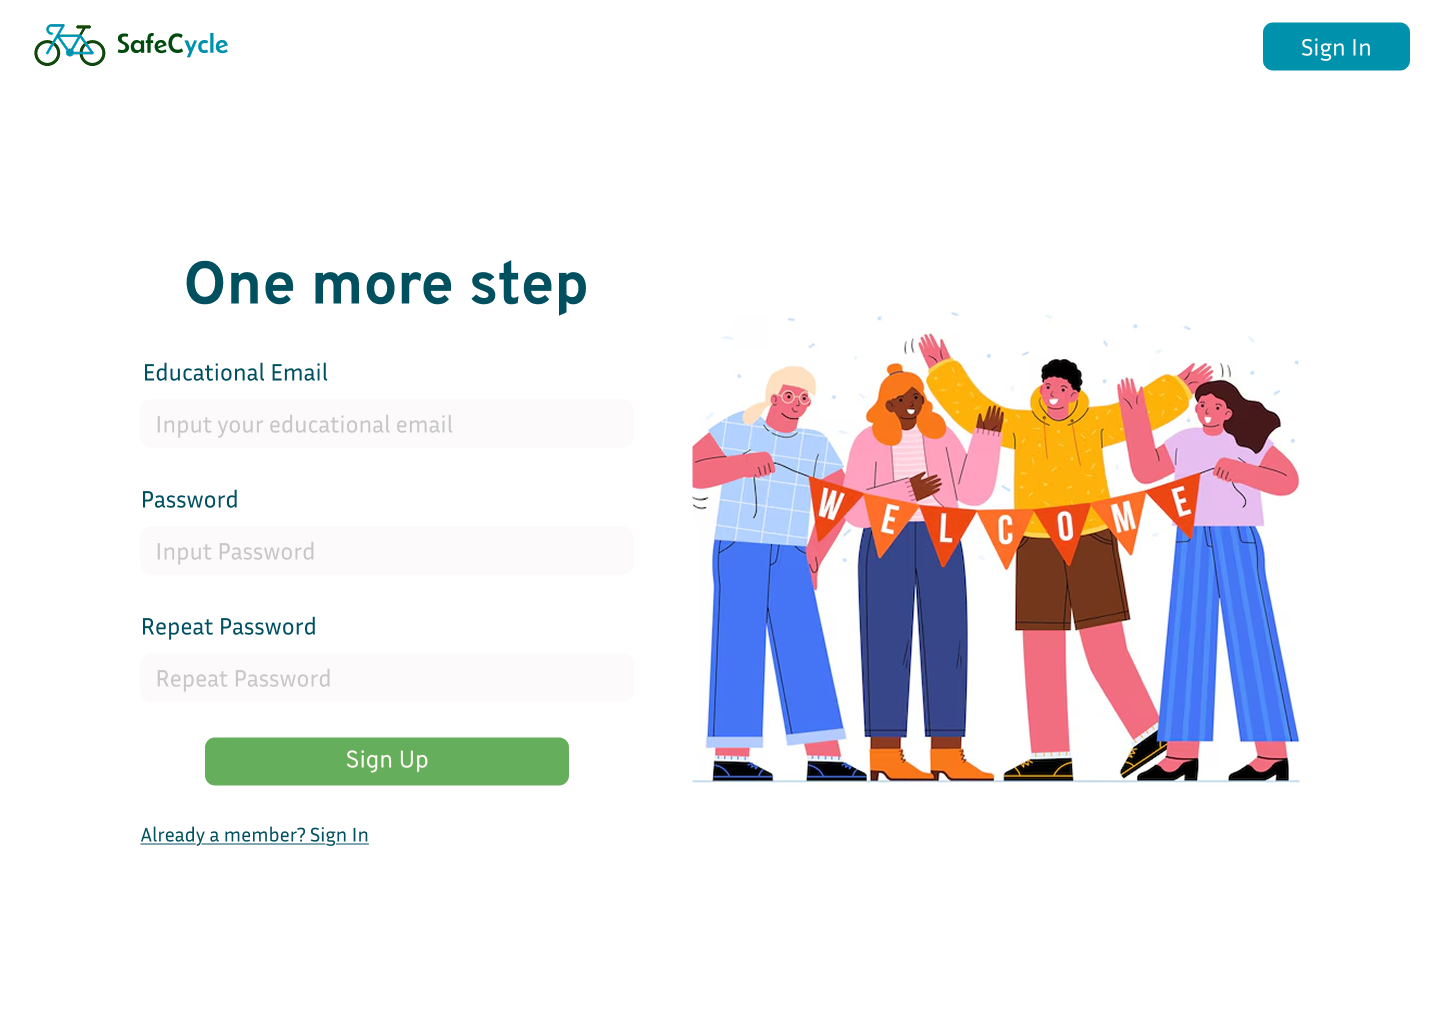 SafeCycle
Sign In
One more step
Educational Email
Input your educational email
Password
Input Password
Repeat Password
Repeat Password
Sign Up
Already a member? Sign In
WELCOME